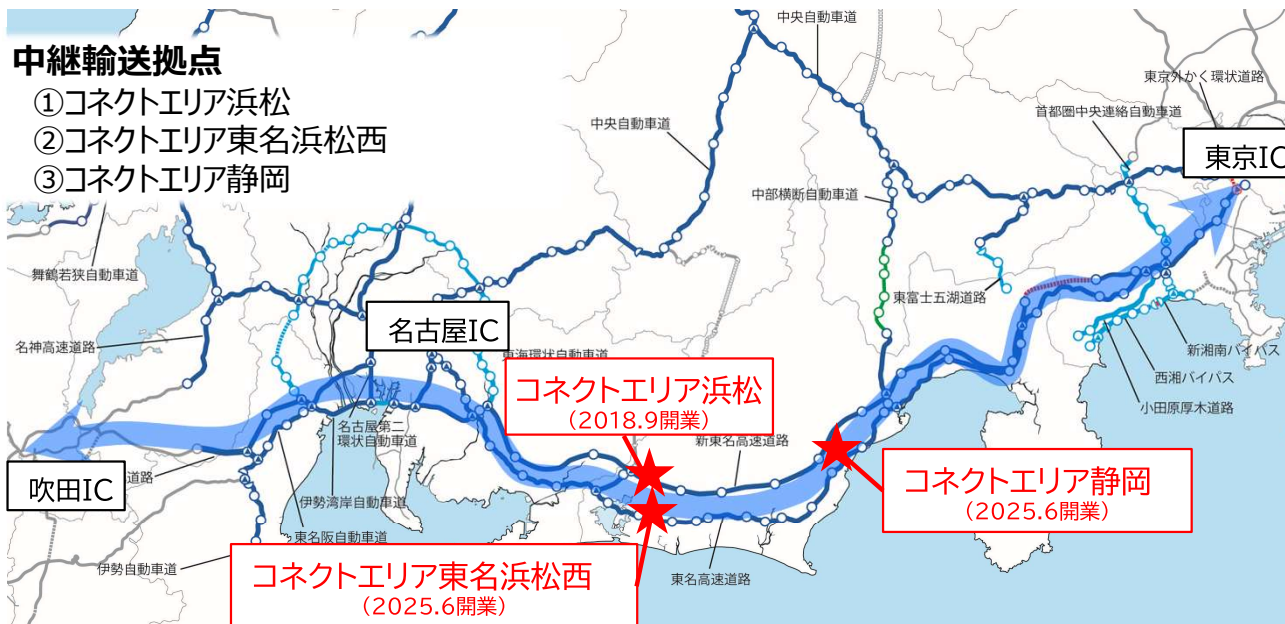 中継輸送拠点
①コネクトエリア浜松
②コネクトエリア東名浜松西
③コネクトエリア静岡
中央自動車道
東京外かく環状道路
首都圏中央連絡自動車道
中央自動車道
東京IC
中部横断自動車道
舞鶴若狭自動車道
東富士五湖道路
名古屋IC
名神高速道路
東海環状自動車道
新湘南バイパス
西湘バイパス
小田原厚木道路
コネクトエリア浜松
(2018.9開業)
名古屋第二
環状自動車道
新東名高速道路
コネクトエリア静岡
(2025.6開業)
道路
吹田IC
伊勢湾岸自動車道
東名阪自動車道
伊勢自動車道
コネクトエリア東名浜松西
(2025.6開業)
東名高速道路